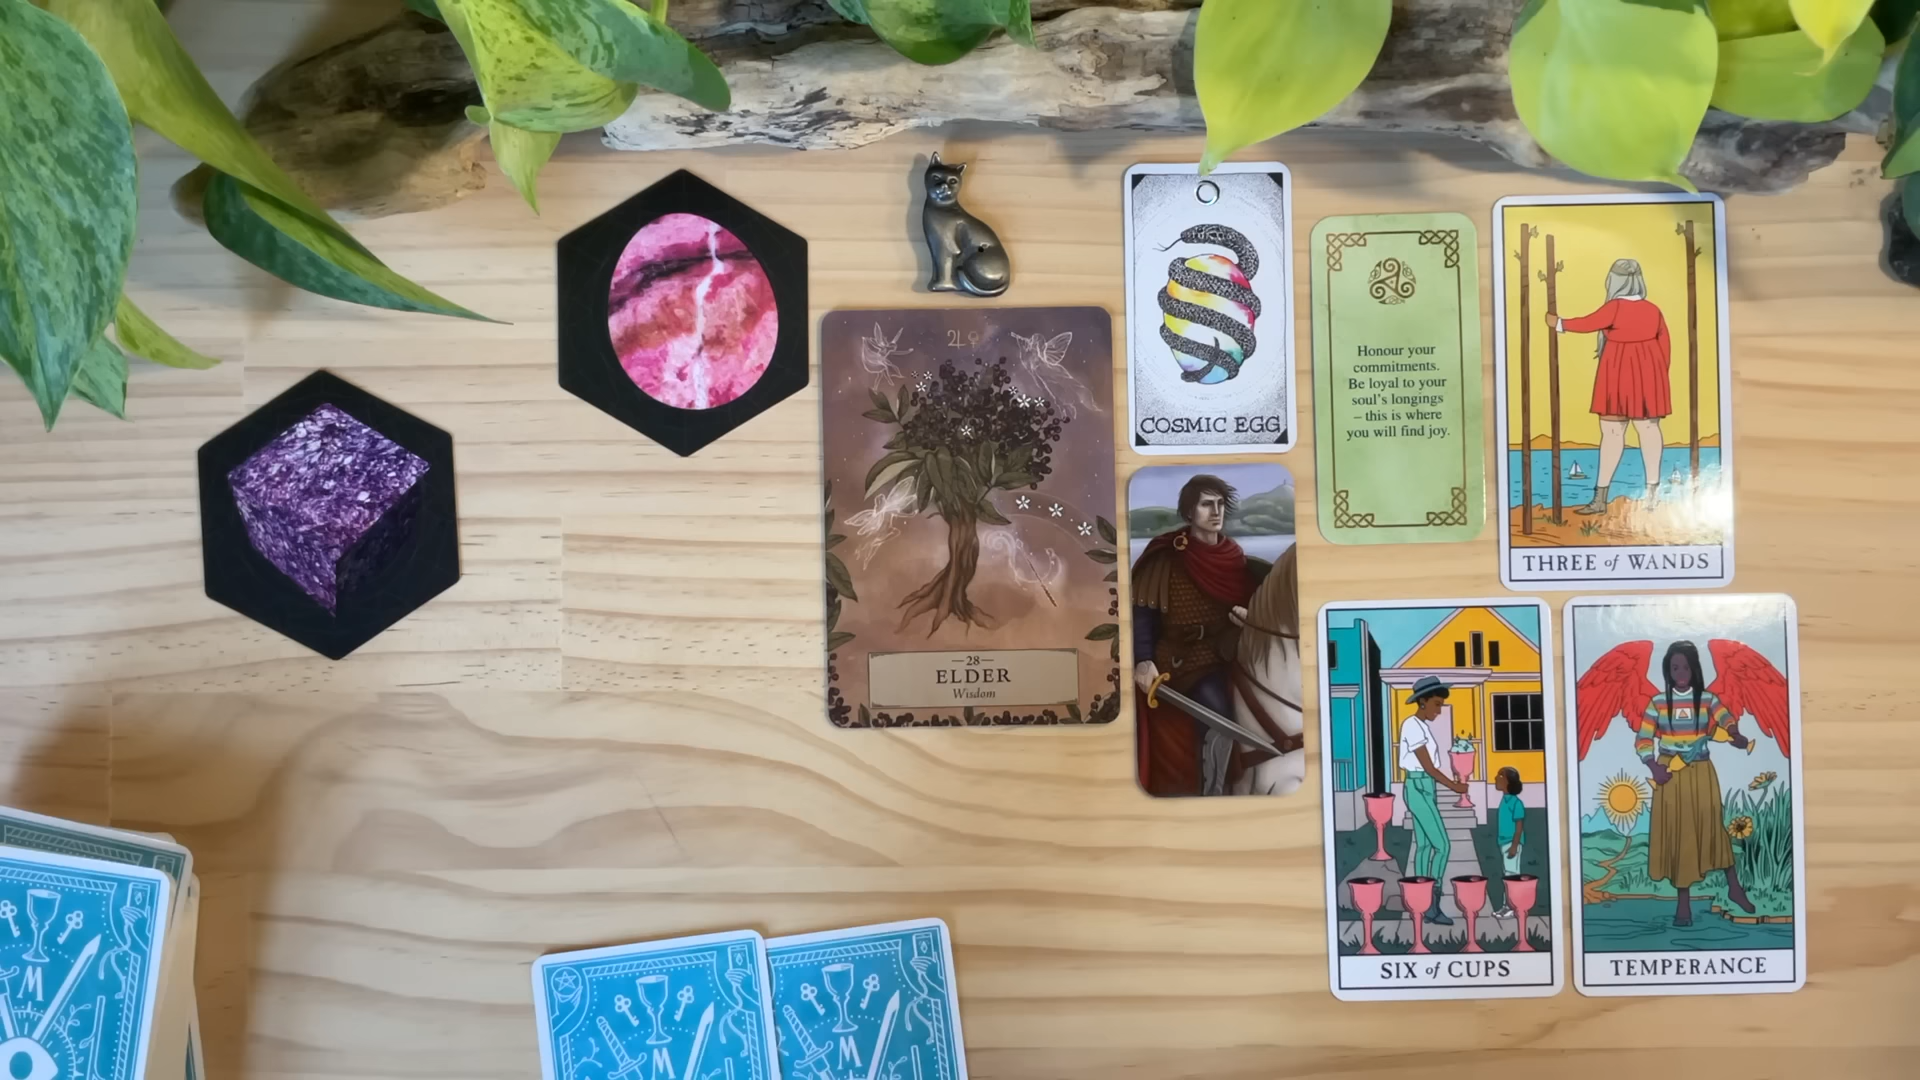 COSMIC EGG
Honour your
commitments.
Be loyal to your
soul's longings
– this is where
you will find joy.
THREE of WANDS
—28—
ELDER
Wisdom
SIX of CUPS
TEMPERANCE
M
M
M